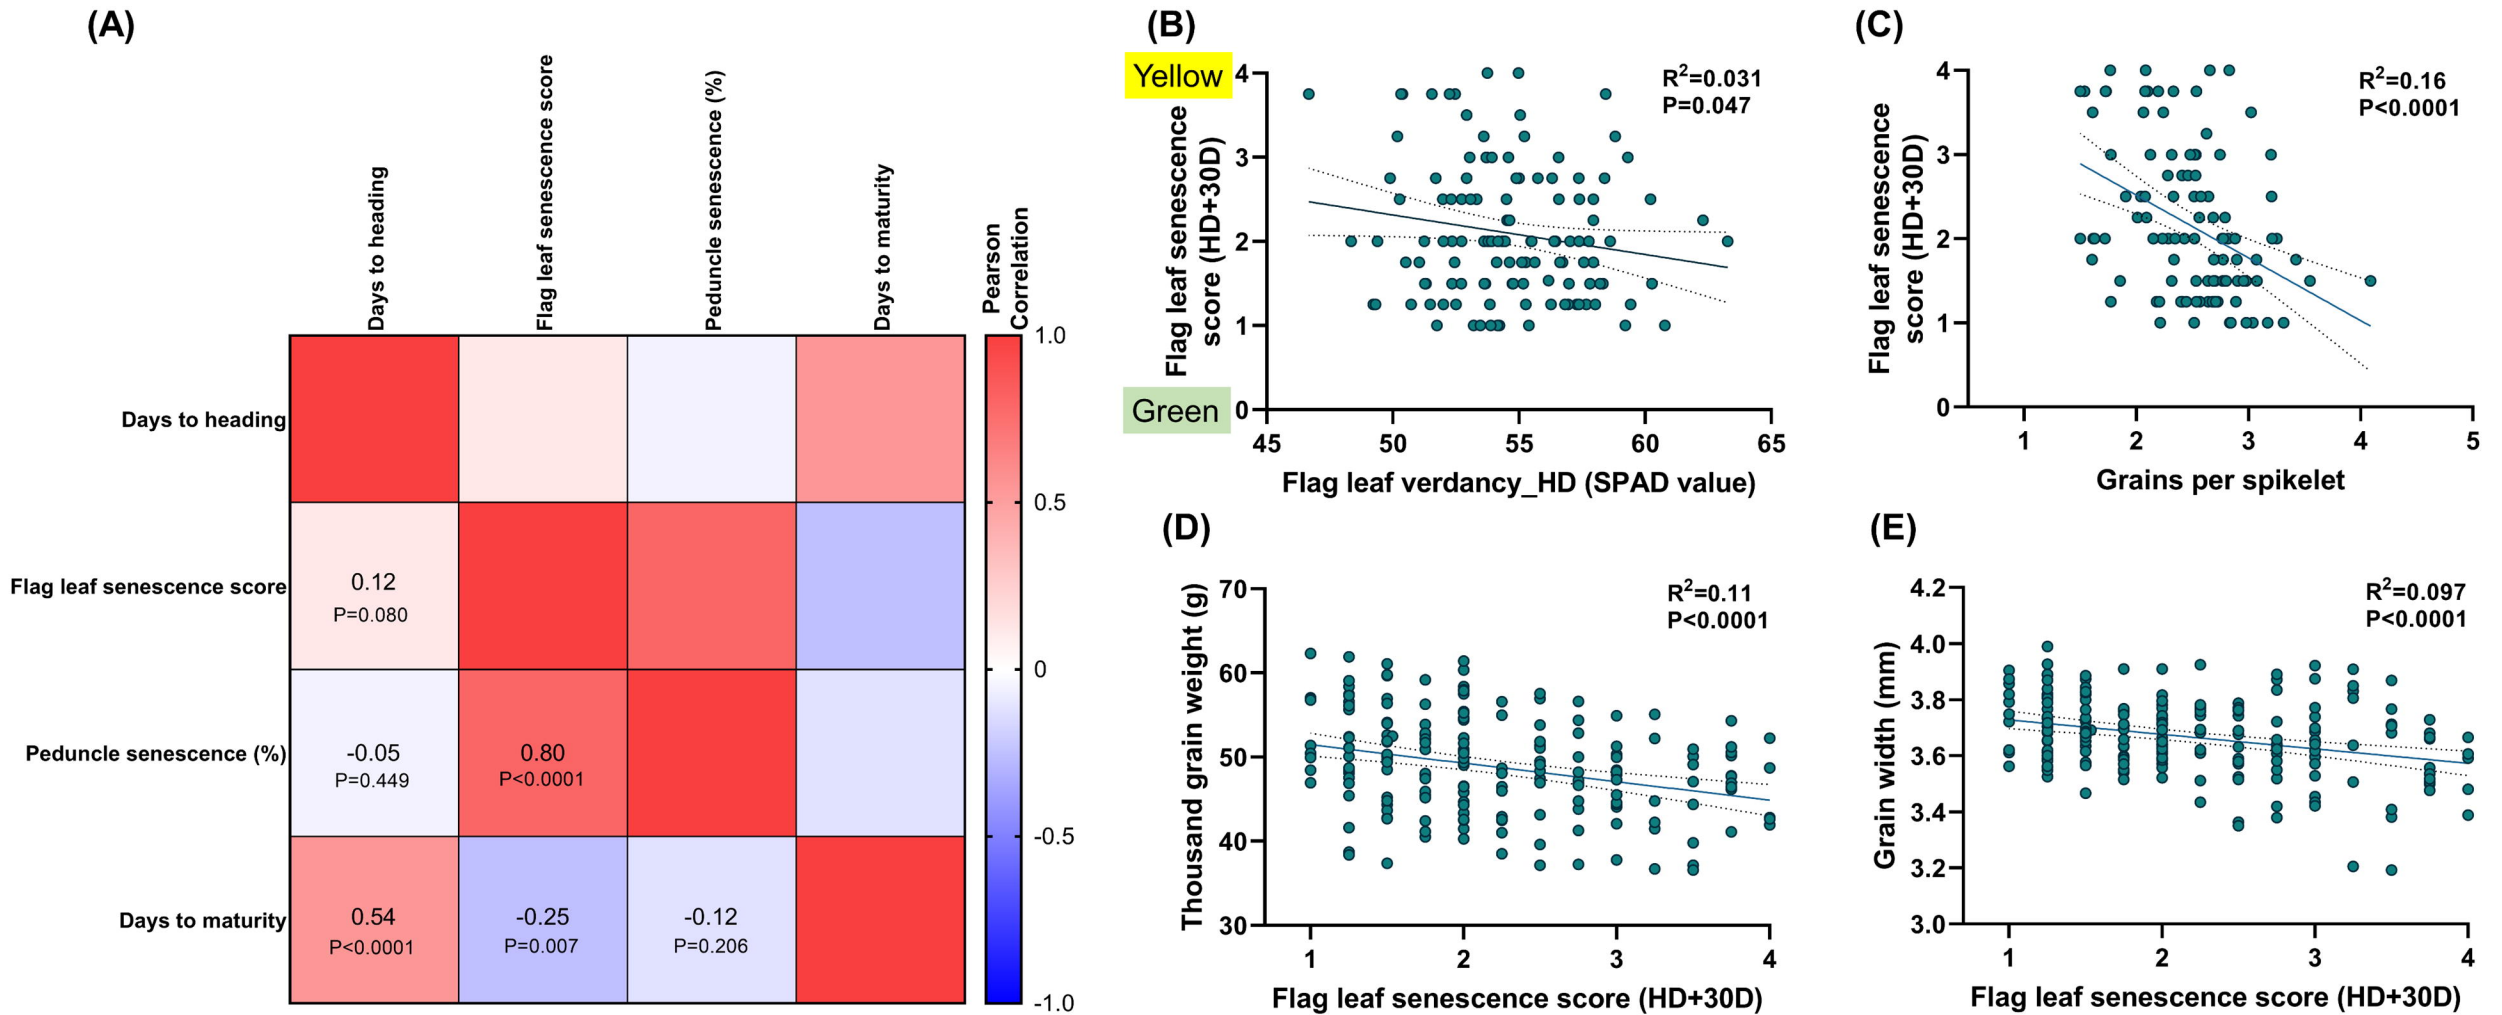 (A)
Days to heading
Flag leaf senescence score
Peduncle senescence (%)
Days to maturity
Pearson
Correlation
Days to heading
Flag leaf senescence score
0.12
P=0.080
Peduncle senescence (%)
-0.05
P=0.449
0.80
P<0.0001
Days to maturity
0.54
P<0.0001
-0.25
P=0.007
-0.12
P=0.206
1.0
0.5
0
-0.5
-1.0
(B)
Yellow
Green
Flag leaf senescence
score (HD+30D)
4
3
2
1
0
R2=0.031
P=0.047
45 50 55 60 65
Flag leaf verdancy_HD (SPAD value)
(C)
Flag leaf senescence
score (HD+30D)
4
3
2
1
0
R2=0.16
P<0.0001
1 2 3 4 5
Grains per spikelet
(D)
Thousand grain weight (g)
70
60
50
40
30
R2=0.11
P<0.0001
1 2 3 4
Flag leaf senescence score (HD+30D)
(E)
Grain width (mm)
4.2
4.0
3.8
3.6
3.4
3.2
3.0
R2=0.097
P<0.0001
1 2 3 4
Flag leaf senescence score (HD+30D)